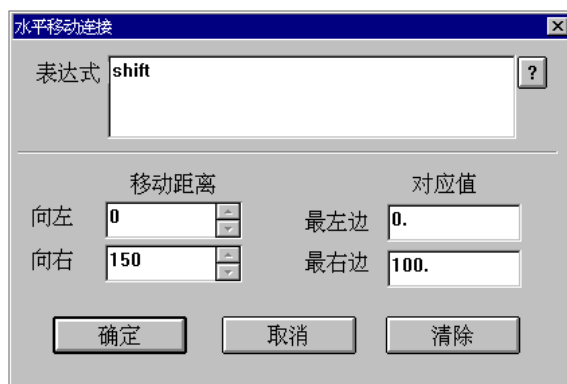 水平移动连接
表达式 shift ?
移动距离 对应值
向左 0 最左边 0.
向右 150 最右边 100.
确定 取消 清除